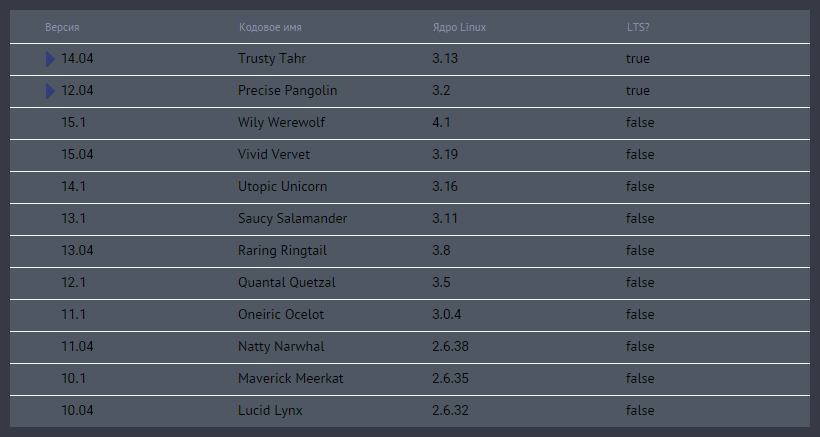 Версия Кодовое имя Ядро Linux LTS?
14.04 Trusty Tahr 3.13 true
12.04 Precise Pangolin 3.2 true
15.1 Wily Werewolf 4.1 false
15.04 Vivid Vervet 3.19 false
14.1 Utopic Unicorn 3.16 false
13.1 Saucy Salamander 3.11 false
13.04 Raring Ringtail 3.8 false
12.1 Quantal Quetzal 3.5 false
11.1 Oneiric Ocelot 3.0.4 false
11.04 Natty Narwhal 2.6.38 false
10.1 Maverick Meerkat 2.6.35 false
10.04 Lucid Lynx 2.6.32 false